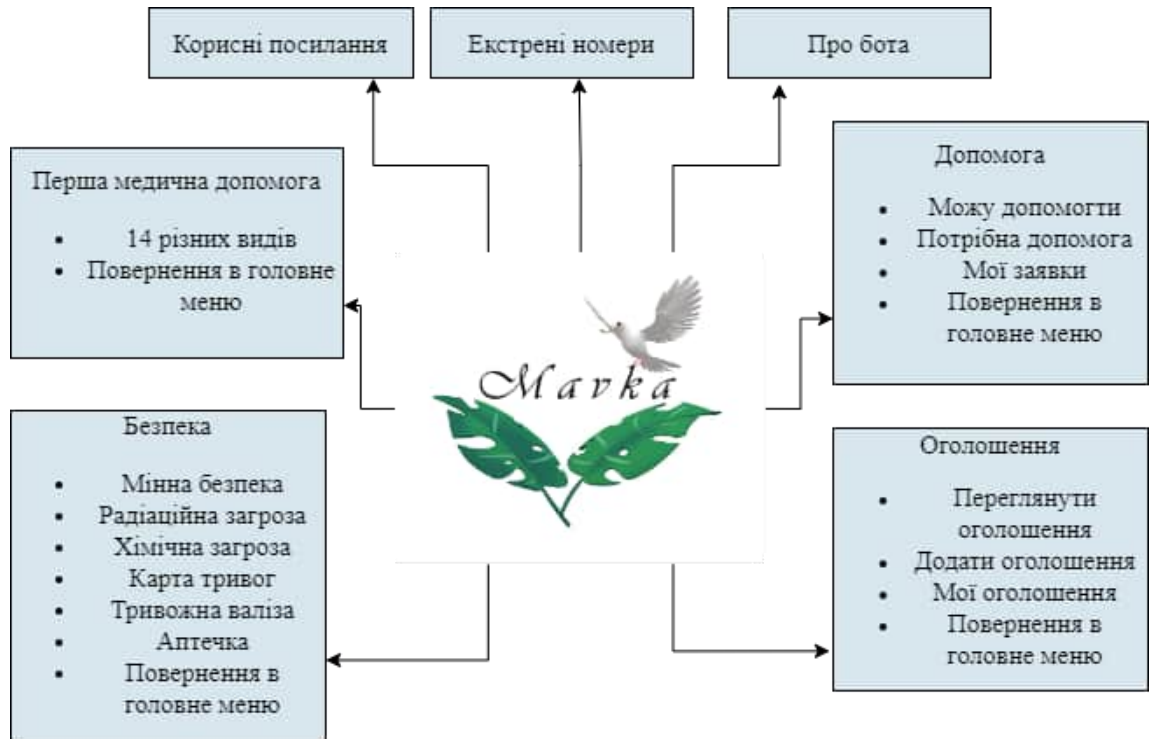 Корисні посилання
Екстрені номери
Про бота
Перша медична допомога
• 14 різних видів
• Повернення в головне
меню
Допомога
• Можу допомогти
• Потрібна допомога
• Мої заявки
• Повернення в
головне меню
Mavka
Безпека
• Мінна безпека
• Радіаційна загроза
• Хімічна загроза
• Карта тривог
• Тривожна валіза
• Аптечка
• Повернення в
головне меню
Оголошення
• Переглянути
оголошення
• Додати оголошення
• Мої оголошення
• Повернення в
головне меню